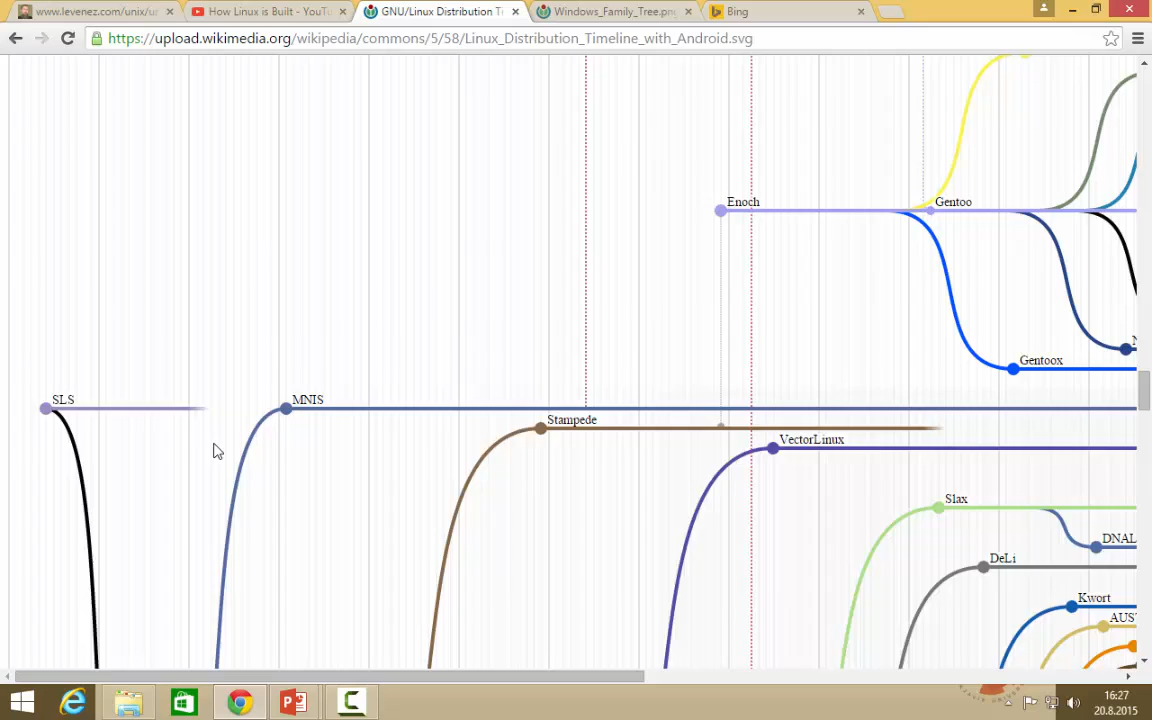 www.levenez.com/unix/u
How Linux is Built - YouTu
GNU/Linux Distribution T
Windows_Family_Tree.pn
Bing
https://upload.wikimedia.org/wikipedia/commons/5/58/Linux_Distribution_Timeline_with_Android.svg
Enoch
Gentoo
N
Gentoox
SLS
MNIS
Stampede
VectorLinux
Slax
DNAL
DeLi
Kwort
AUS
16:27
20.8.2015